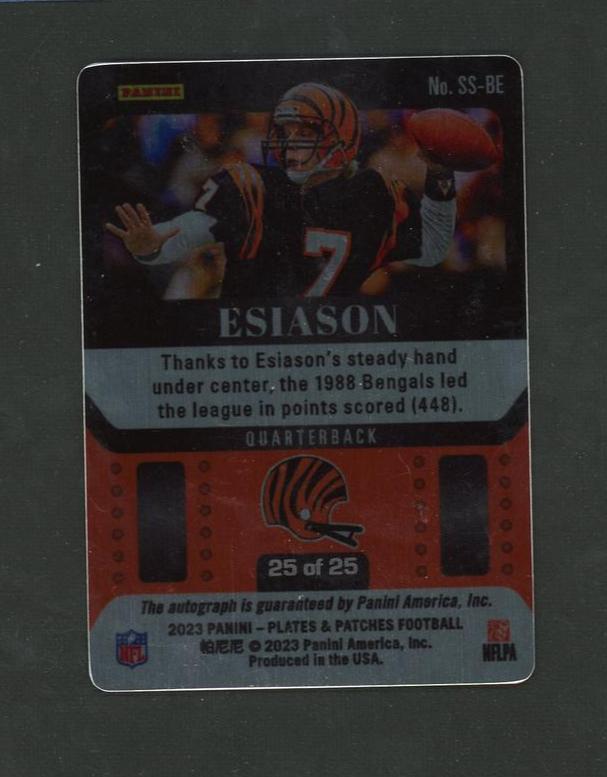 PANINI
No. SS-BE
7
7
ESIASON
Thanks to Esiason's steady hand
under center, the 1988 Bengals led
the league in points scored (448).
QUARTERBACK
25 of 25
The autograph is guaranteed by Panini America, Inc.
2023 PANINI – PLATES & PATCHES FOOTBALL
帕尼尼 © 2023 Panini America, Inc.
Produced in the USA.
NFL
NFLPA